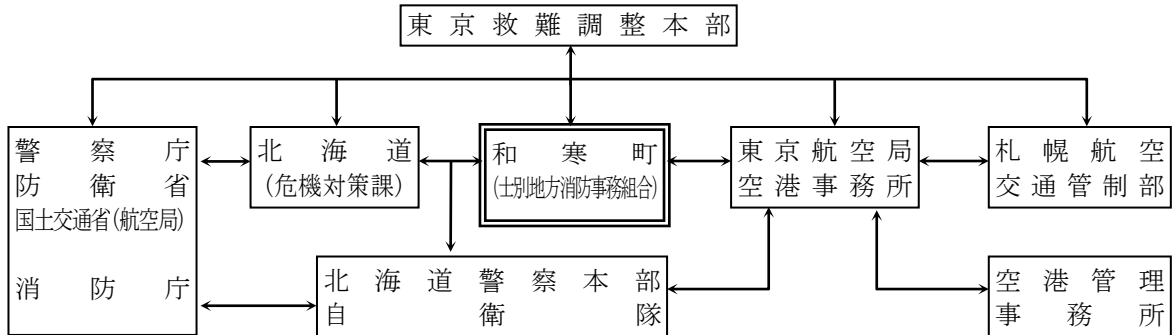 東京救難調整本部
警察庁
防衛省
国土交通省(航空局)
消防庁
北海道
(危機対策課)
和寒町
(士別地方消防事務組合)
東京航空局
空港事務所
札幌航空
交通管制部
北海道警察本部
自衛隊
空港管理
事務所